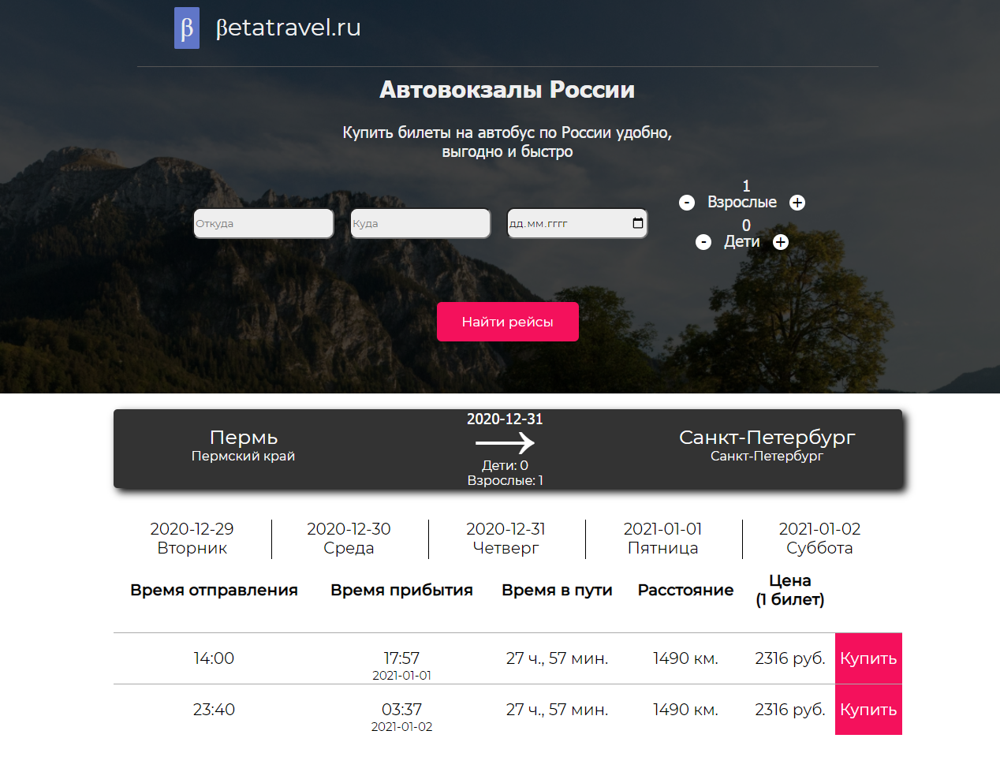 β βetatravel.ru
Автовокзалы России
Купить билеты на автобус по России удобно,
выгодно и быстро
1
- Взрослые +
0
- Дети +
Откуда Куда дд.мм.гггг
Найти рейсы
2020-12-31
Пермь Санкт-Петербург
Пермский край Санкт-Петербург
Дети: 0
Взрослые: 1
2020-12-29 2020-12-30 2020-12-31 2021-01-01 2021-01-02
Вторник Среда Четверг Пятница Суббота
Время отправления Время прибытия Время в пути Расстояние Цена
(1 билет)
14:00 17:57 27 ч., 57 мин. 1490 км. 2316 руб. Купить
2021-01-01
23:40 03:37 27 ч., 57 мин. 1490 км. 2316 руб. Купить
2021-01-02